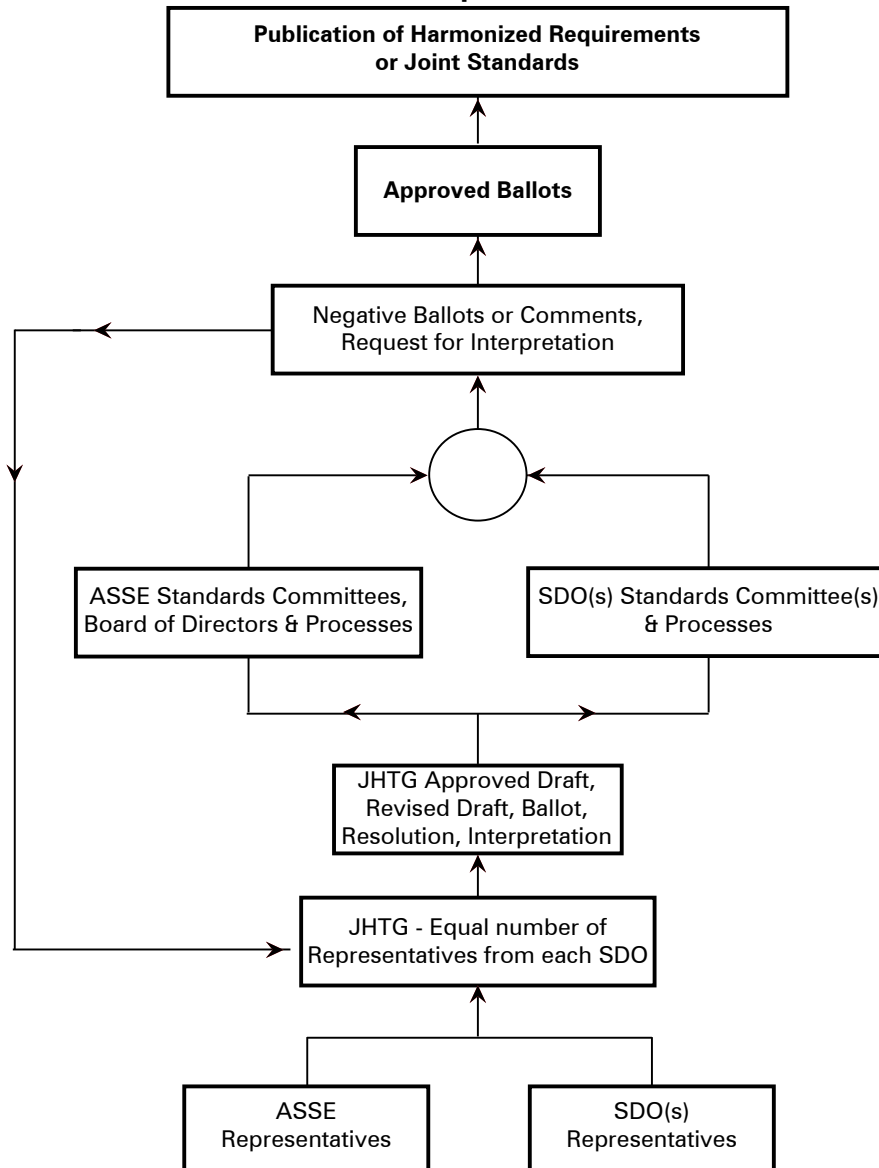 Publication of Harmonized Requirements
or Joint Standards
Approved Ballots
Negative Ballots or Comments,
Request for Interpretation
ASSE Standards Committees,
Board of Directors & Processes
SDO(s) Standards Committee(s)
& Processes
JHTG Approved Draft,
Revised Draft, Ballot,
Resolution, Interpretation
JHTG - Equal number of
Representatives from each SDO
ASSE
Representatives
SDO(s)
Representatives